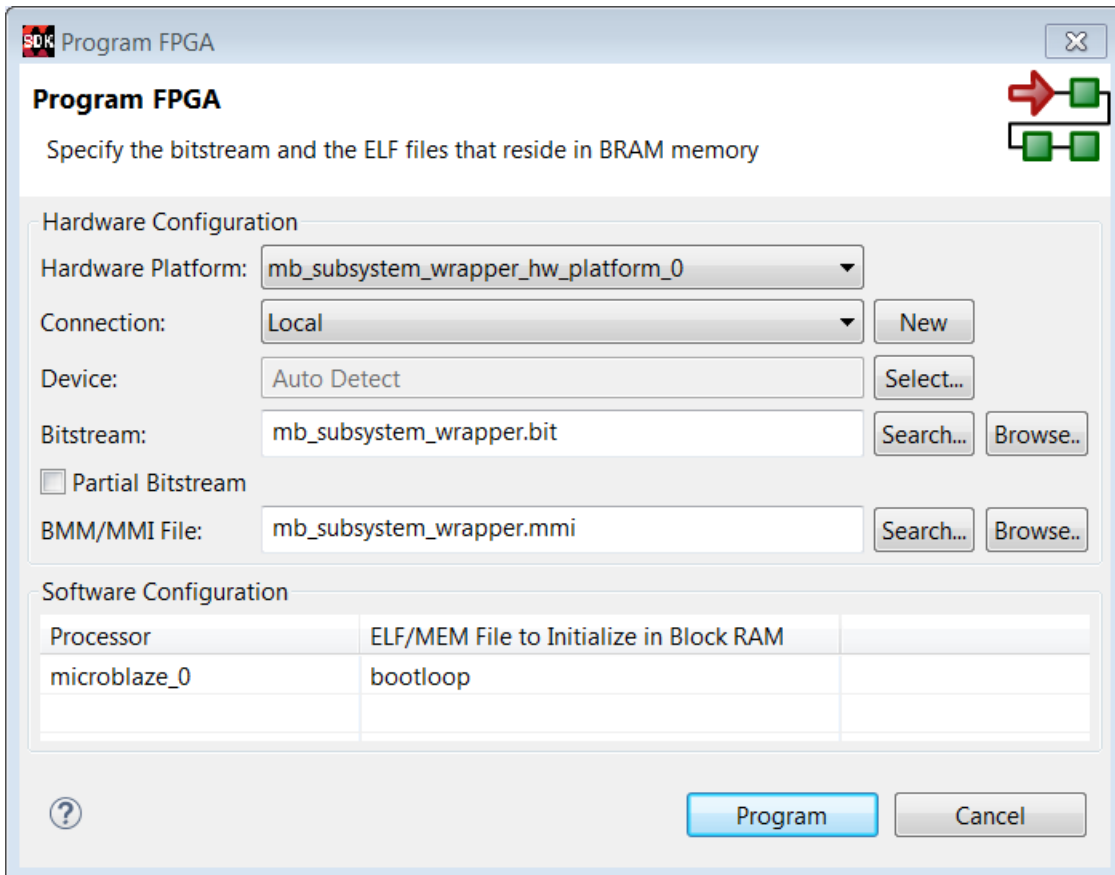 SDK Program FPGA
Program FPGA
Specify the bitstream and the ELF files that reside in BRAM memory
Hardware Configuration
Hardware Platform: mb_subsystem_wrapper_hw_platform_0
Connection: Local New
Device: Auto Detect Select...
Bitstream: mb_subsystem_wrapper.bit Search... Browse..
Partial Bitstream
BMM/MMI File: mb_subsystem_wrapper.mmi Search... Browse..
Software Configuration
Processor ELF/MEM File to Initialize in Block RAM
microblaze_0 bootloop
? Program Cancel